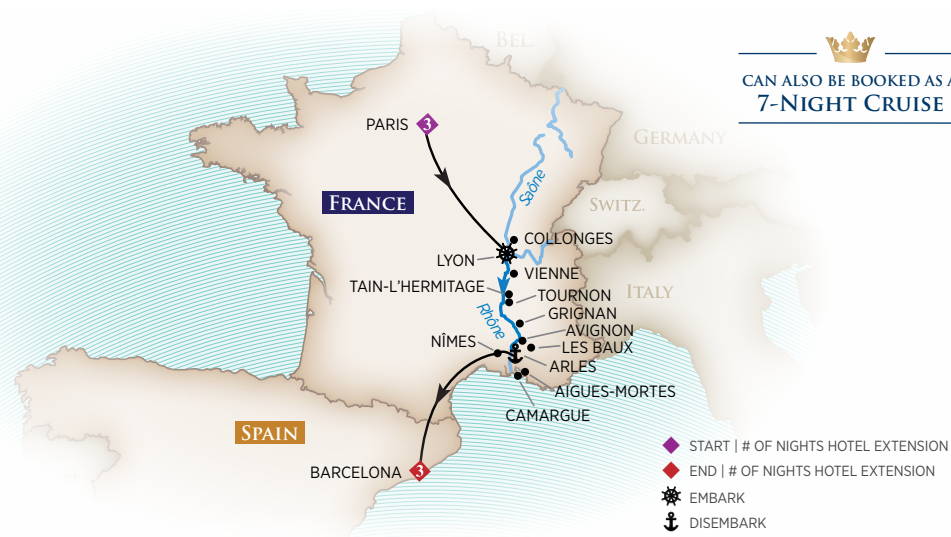 BEL.
CAN ALSO BE BOOKED AS A
7-NIGHT CRUISE
GERMANY
PARIS
3
Saône
FRANCE
SWITZ.
COLLONGES
LYON
VIENNE
ITALY
TAIN-L'HERMITAGE
TOURNON
GRIGNAN
Rhône
AVIGNON
NÎMES
LES BAUX
ARLES
AIGUES-MORTES
CAMARGUE
SPAIN
BARCELONA
3
START | # OF NIGHTS HOTEL EXTENSION
END | # OF NIGHTS HOTEL EXTENSION
EMBARK
DISEMBARK